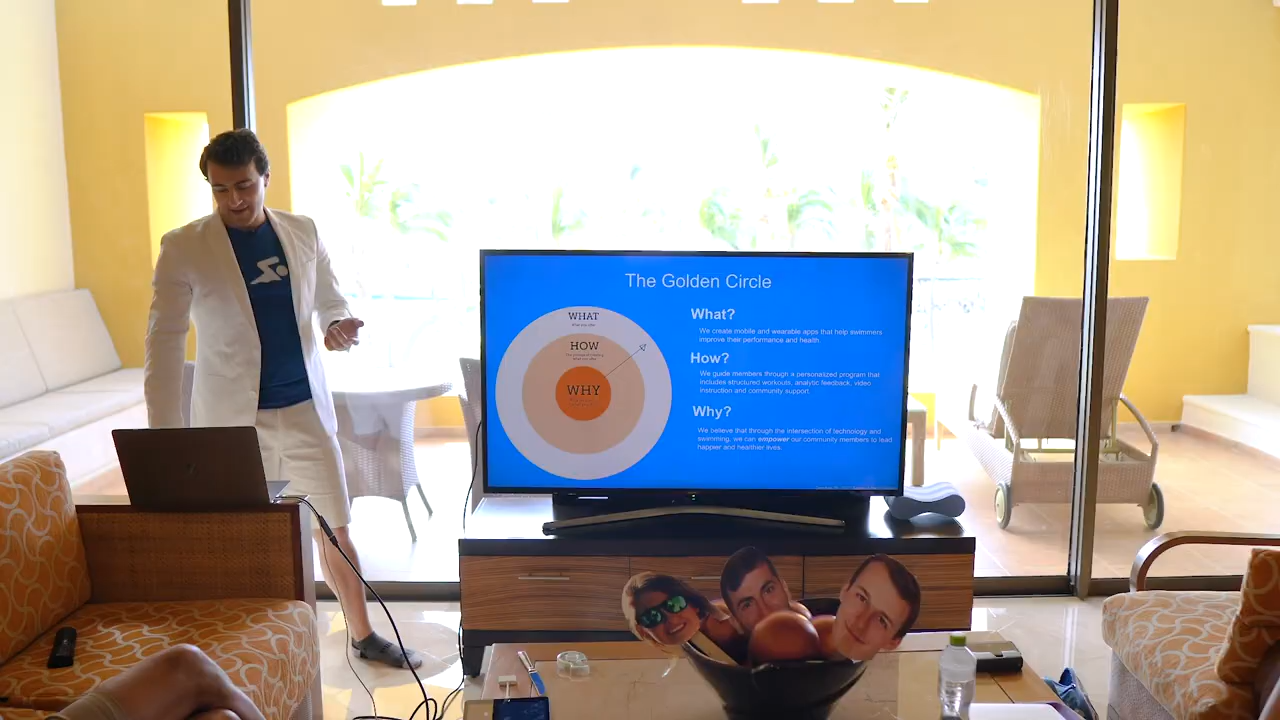 The Golden Circle
WHAT
What you offer
HOW
WHY
What?
We create mobile and wearable apps that help swimmers
improve their performance and health.
How?
We guide members through a personalized program that
includes structured workouts, analytic feedback, video
instruction and community support.
Why?
We believe that through the intersection of technology and
swimming, we can empower our community members to lead
happier and healthier lives.